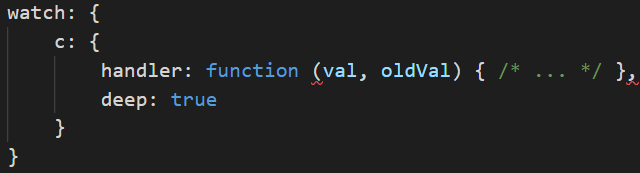 watch: {
    c: {
        handler: function (val, oldVal) { /* ... */ },
        deep: true
    }
}